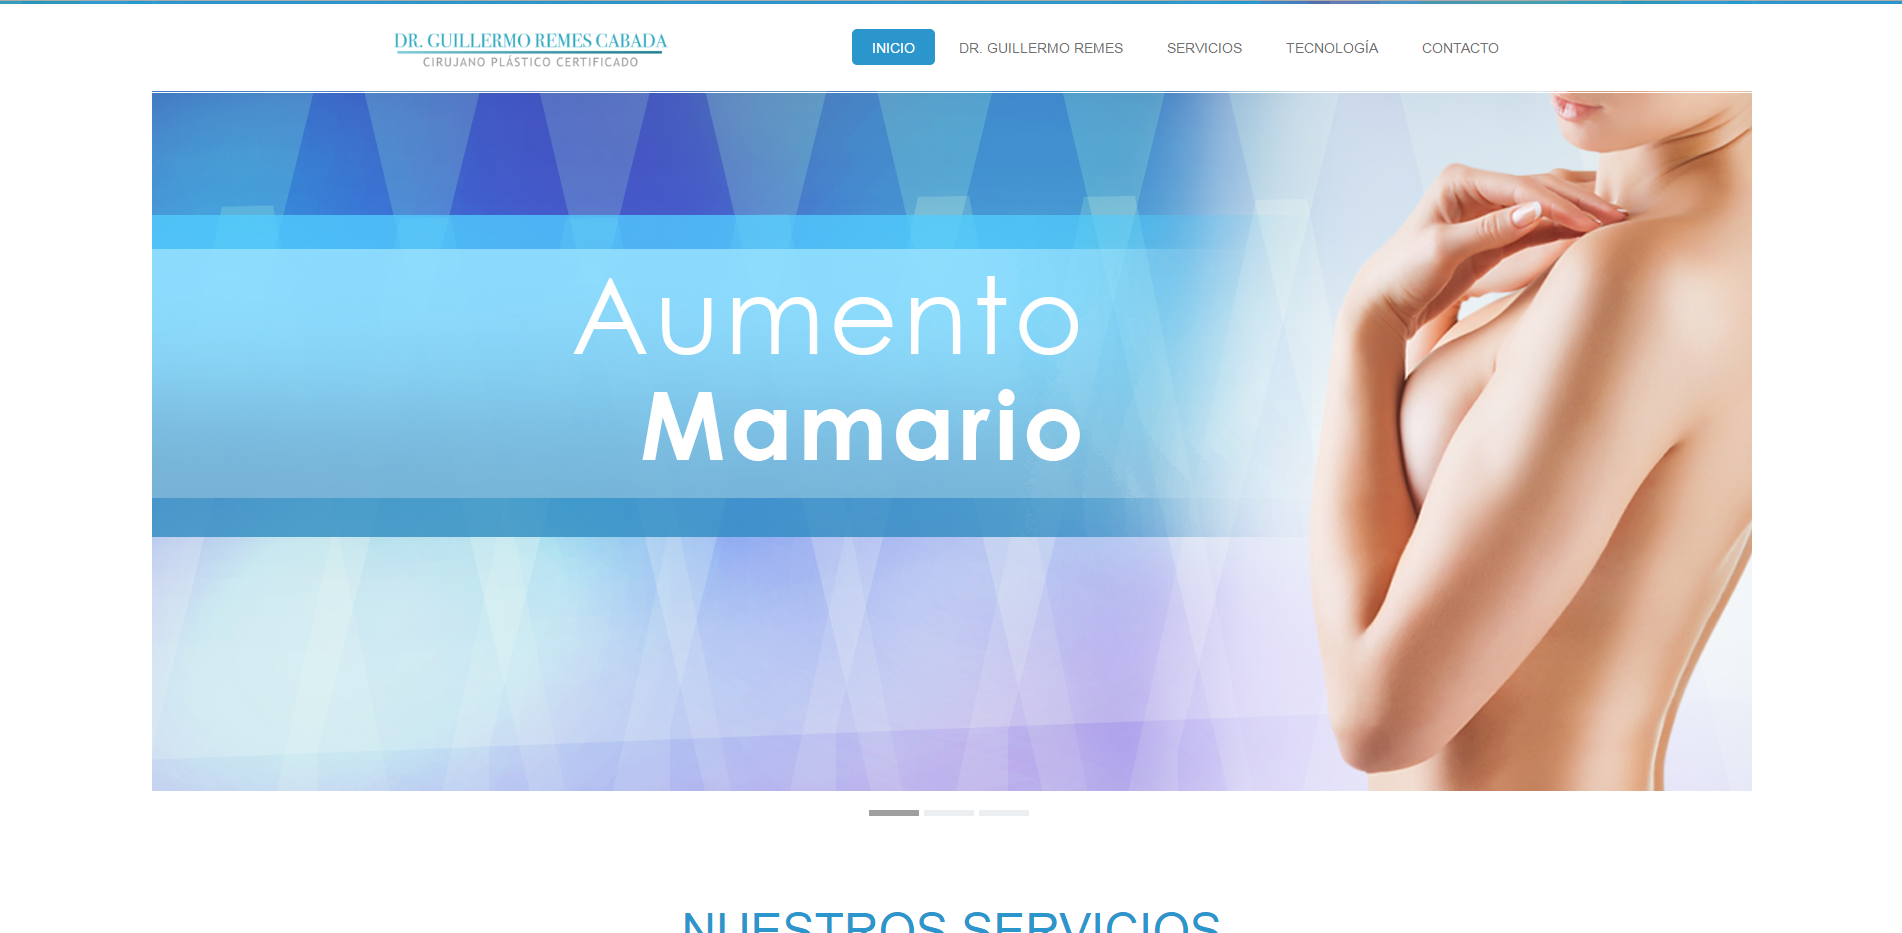 DR. GUILLERMO REMES CABADA
CIRUJANO PLÁSTICO CERTIFICADO
INICIO
DR. GUILLERMO REMES
SERVICIOS
TECNOLOGÍA
CONTACTO
Aumento
Mamario
NUESTROS SERVICIOS